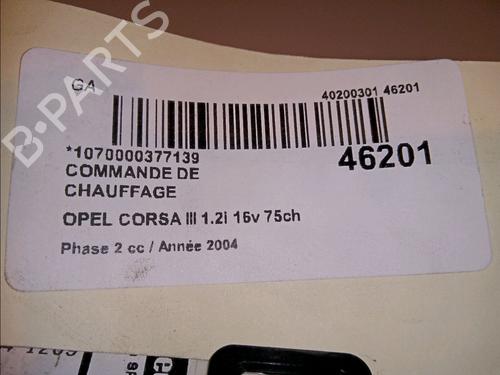 GA
40200301 46201
*1070000377139
46201
COMMANDE DE
CHAUFFAGE
OPEL CORSA III 1.2i 16v 75ch
Phase 2 cc / Année 2004
B-PARTS
1205